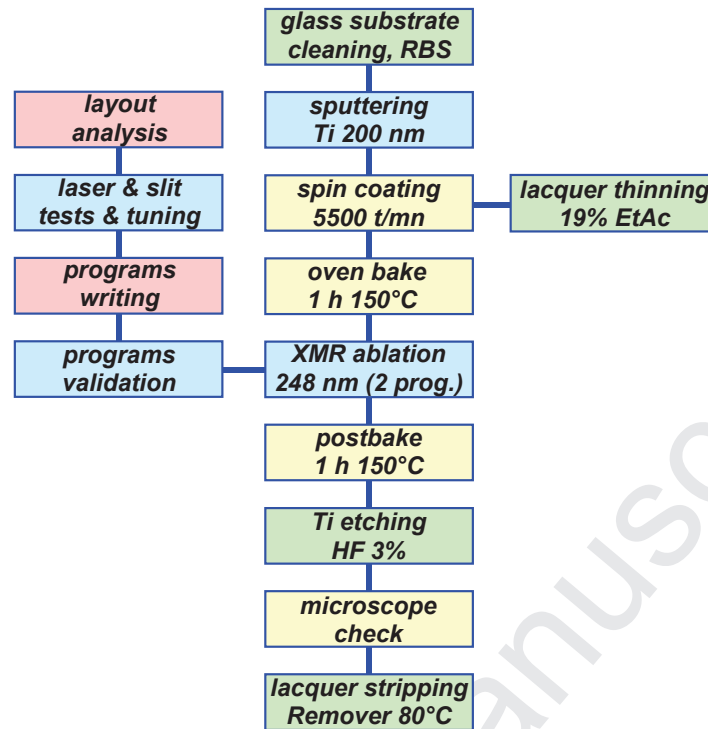 glass substrate
cleaning, RBS
layout
analysis
sputtering
Ti 200 nm
laser & slit
tests & tuning
spin coating
5500 t/mn
lacquer thinning
19% EtAc
programs
writing
oven bake
1 h 150°C
programs
validation
XMR ablation
248 nm (2 prog.)
postbake
1 h 150°C
Ti etching
HF 3%
microscope
check
lacquer stripping
Remover 80°C